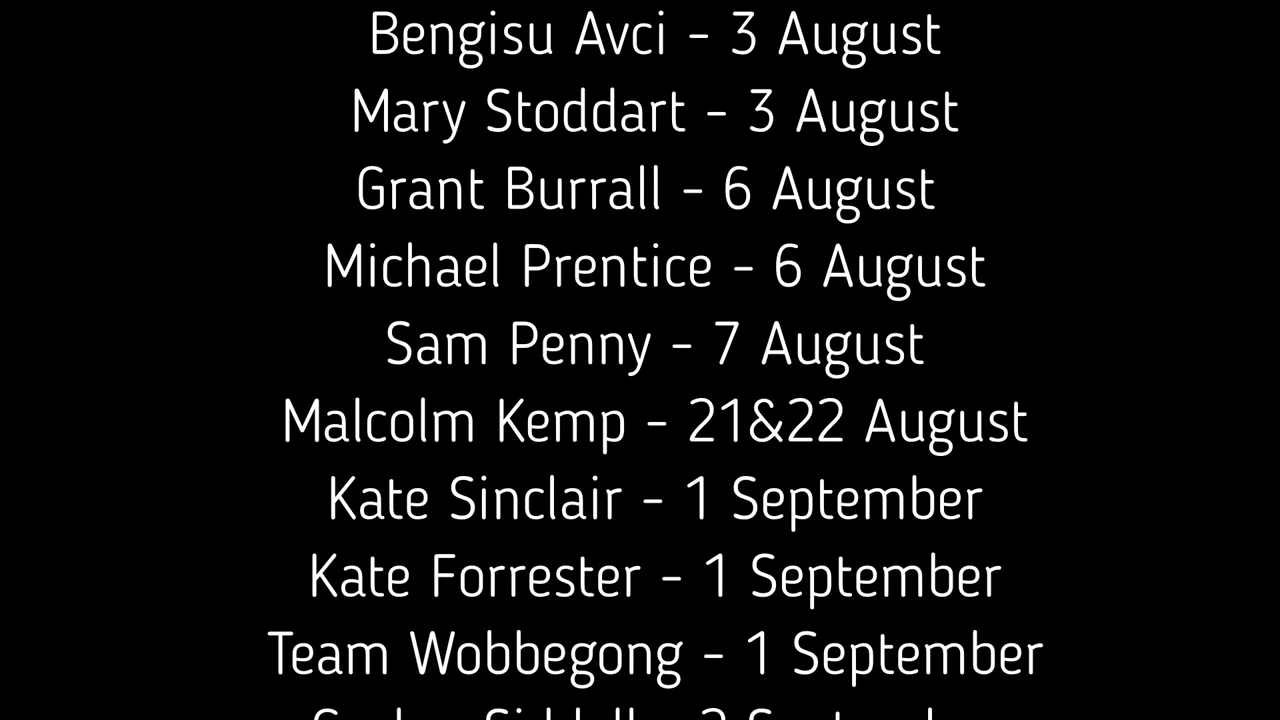 Bengisu Avci - 3 August
Mary Stoddart - 3 August
Grant Burrall - 6 August
Michael Prentice - 6 August
Sam Penny - 7 August
Malcolm Kemp - 21&22 August
Kate Sinclair - 1 September
Kate Forrester - 1 September
Team Wobbegong - 1 September